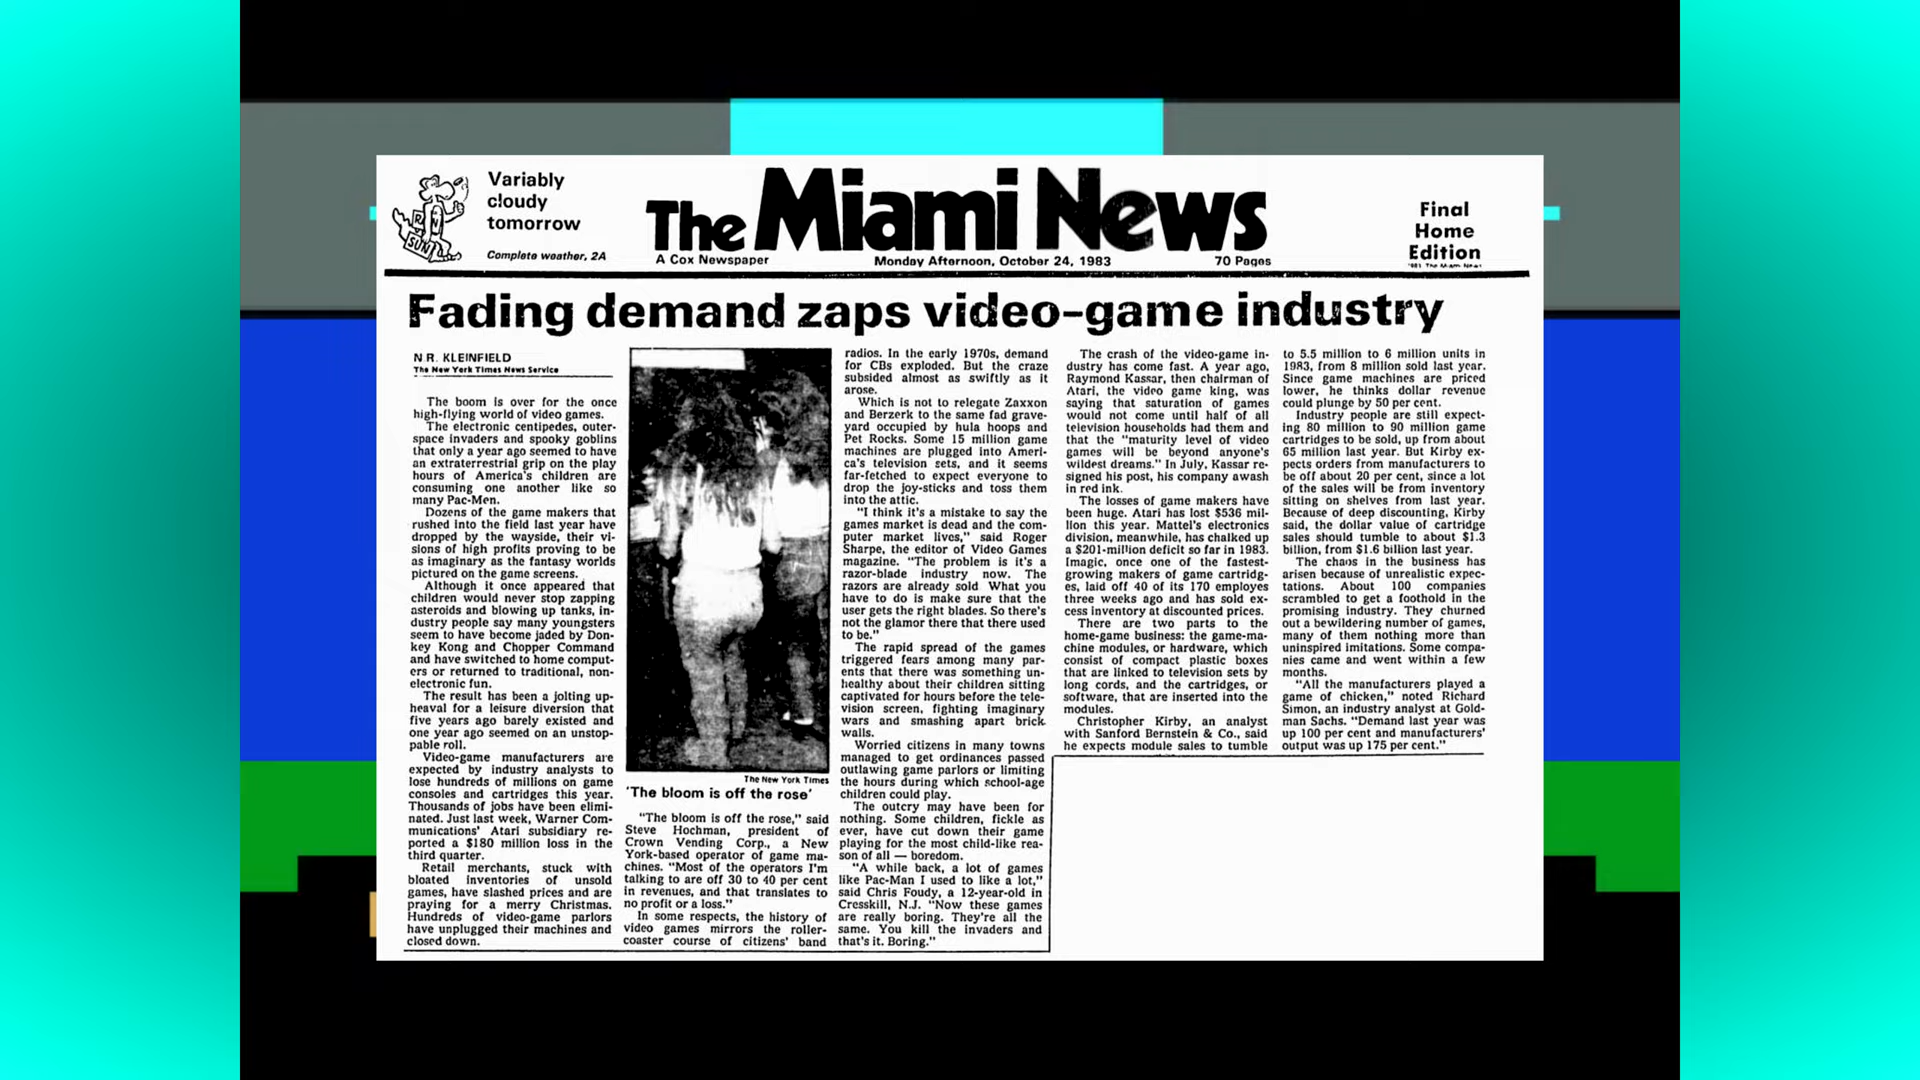 Variably
cloudy
tomorrow
Complete weather, 2A
SUN
The Miami News
A Cox Newspaper
Monday Afternoon, October 24, 1983
70 Pages
Final
Home
Edition
Fading demand zaps video-game industry
N R. KLEINFIELD
The New York Times News Service
The boom is over for the once
high-flying world of video games.
The electronic centipedes, outer-
space invaders and spooky goblins
that only a year ago seemed to have
an extraterrestrial grip on the play
hours of America's children are
consuming one another like so
many Pac-Men.
Dozens of the game makers that
rushed into the field last year have
dropped by the wayside, their vi-
sions of high profits proving to be
as imaginary as the fantasy worlds
pictured on the game screens.
Although it once appeared that
children would never stop zapping
asteroids and blowing up tanks, in-
dustry people say many youngsters
seem to have become jaded by Don-
key Kong and Chopper Command
and have switched to home comput-
ers or returned to traditional, non-
electronic fun.
The result has been a jolting up-
heaval for a leisure diversion that
five years ago barely existed and
one year ago seemed on an unstop-
pable roll.
Video-game manufacturers are
expected by industry analysts to
lose hundreds of millions on game
consoles and cartridges this year.
Thousands of jobs have been elimi-
nated. Just last week, Warner Com-
munications' Atari subsidiary re-
ported a $180 million loss in the
third quarter.
Retail merchants, stuck with
bloated inventories of unsold
games, have slashed prices and are
praying for a merry Christmas.
Hundreds of video-game parlors
have unplugged their machines and
closed down.
The New York Times
'The bloom is off the rose'
"The bloom is off the rose," said
Steve Hochman, president of
Crown Vending Corp., a New
York-based operator of game ma-
chines. "Most of the operators I'm
talking to are off 30 to 40 per cent
in revenues, and that translates to
no profit or a loss."
In some respects, the history of
video games mirrors the roller-
coaster course of citizens' band
radios. In the early 1970s, demand
for CBs exploded. But the craze
subsided almost as swiftly as it
arose.
Which is not to relegate Zaxxon
and Berzerk to the same fad grave-
yard occupied by hula hoops and
Pet Rocks. Some 15 million game
machines are plugged into Ameri-
ca's television sets, and it seems
far-fetched to expect everyone to
drop the joy-sticks and toss them
into the attic.
"I think it's a mistake to say the
games market is dead and the com-
puter market lives," said Roger
Sharpe, the editor of Video Games
magazine. "The problem is it's a
razor-blade industry now. The
razors are already sold What you
have to do is make sure that the
user gets the right blades. So there's
not the glamor there that there used
to be."
The rapid spread of the games
triggered fears among many par-
ents that there was something un-
healthy about their children sitting
captivated for hours before the tele-
vision screen, fighting imaginary
wars and smashing apart brick
walls.
Worried citizens in many towns
managed to get ordinances passed
outlawing game parlors or limiting
the hours during which school-age
children could play.
The outcry may have been for
nothing. Some children, fickle as
ever, have cut down their game
playing for the most child-like rea-
son of all — boredom.
"A while back, a lot of games
like Pac-Man I used to like a lot,"
said Chris Foudy, a 12-year-old in
Cresskill, N.J. "Now these games
are really boring. They're all the
same. You kill the invaders and
that's it. Boring."
The crash of the video-game in-
dustry has come fast. A year ago,
Raymond Kassar, then chairman of
Atari, the video game king, was
saying that saturation of games
would not come until half of all
television households had them and
that the "maturity level of video
games will be beyond anyone's
wildest dreams." In July, Kassar re-
signed his post, his company awash
in red ink.
The losses of game makers have
been huge. Atari has lost $536 mil-
lion this year. Mattel's electronics
division, meanwhile, has chalked up
a $201-million deficit so far in 1983.
Imagic, once one of the fastest-
growing makers of game cartridg-
es, laid off 40 of its 170 employes
three weeks ago and has sold ex-
cess inventory at discounted prices.
There are two parts to the
home-game business: the game-ma-
chine modules, or hardware, which
consist of compact plastic boxes
that are linked to television sets by
long cords, and the cartridges, or
software, that are inserted into the
modules.
Christopher Kirby, an analyst
with Sanford Bernstein & Co., said
he expects module sales to tumble
to 5.5 million to 6 million units in
1983, from 8 million sold last year.
Since game machines are priced
lower, he thinks dollar revenue
could plunge by 50 per cent.
Industry people are still expect-
ing 80 million to 90 million game
cartridges to be sold, up from about
65 million last year. But Kirby ex-
pects orders from manufacturers to
be off about 20 per cent, since a lot
of the sales will be from inventory
sitting on shelves from last year.
Because of deep discounting, Kirby
said, the dollar value of cartridge
sales should tumble to about $1.3
billion, from $1.6 billion last year.
The chaos in the business has
arisen because of unrealistic expec-
tations. About 100 companies
scrambled to get a foothold in the
promising industry. They churned
out a bewildering number of games,
many of them nothing more than
uninspired imitations. Some compa-
nies came and went within a few
months.
"All the manufacturers played a
game of chicken," noted Richard
Simon, an industry analyst at Gold-
man Sachs. "Demand last year was
up 100 per cent and manufacturers'
output was up 175 per cent."